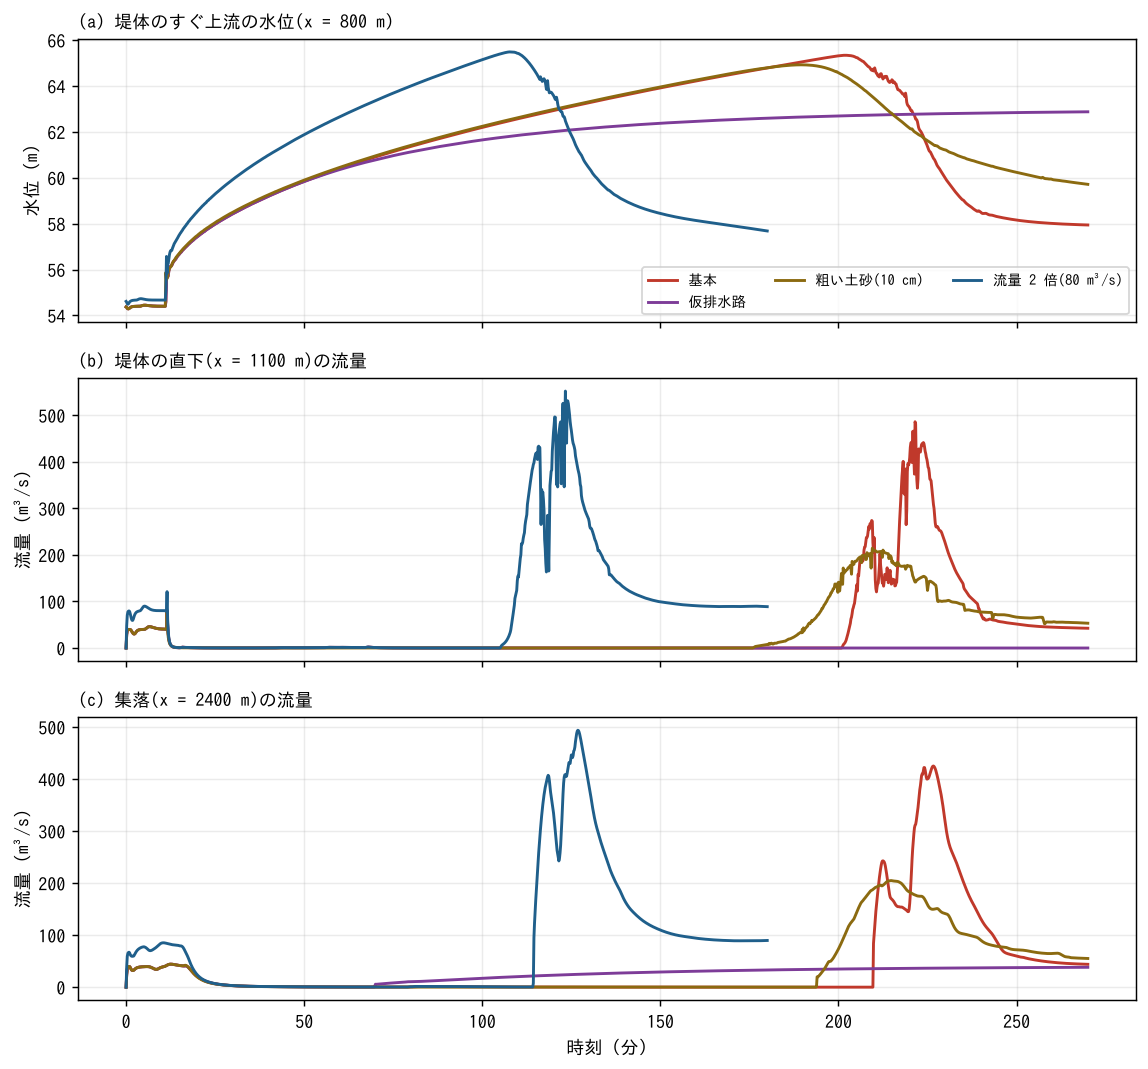 (a) 堤体のすぐ上流の水位(x = 800 m)
66
64
62
60
58
56
54
水位 (m)
基本
粗い土砂(10 cm)
流量 2 倍(80 m³/s)
仮排水路
(b) 堤体の直下(x = 1100 m)の流量
500
400
300
200
100
0
流量 (m³/s)
(c) 集落(x = 2400 m)の流量
500
400
300
200
100
0
流量 (m³/s)
0 50 100 150 200 250
時刻 (分)